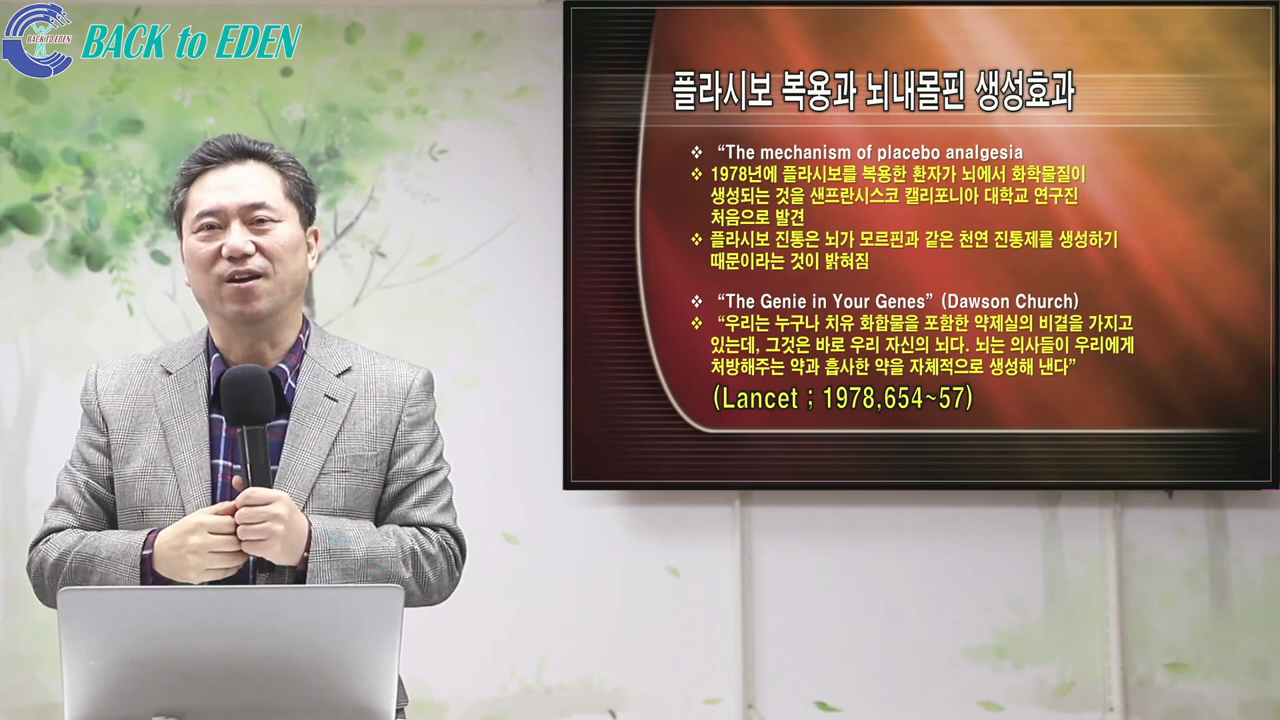 BACK TO EDEN
BACK to EDEN
플라시보 복용과 뇌내몰핀 생성효과
❖ “The mechanism of placebo analgesia
❖ 1978년에 플라시보를 복용한 환자가 뇌에서 화학물질이
생성되는 것을 샌프란시스코 캘리포니아 대학교 연구진
처음으로 발견
❖ 플라시보 진통은 뇌가 모르핀과 같은 천연 진통제를 생성하기
때문이라는 것이 밝혀짐
❖ “The Genie in Your Genes” (Dawson Church)
❖ “우리는 누구나 치유 화합물을 포함한 약제실의 비결을 가지고
있는데, 그것은 바로 우리 자신의 뇌다. 뇌는 의사들이 우리에게
처방해주는 약과 흡사한 약을 자체적으로 생성해 낸다”
(Lancet ; 1978,654~57)